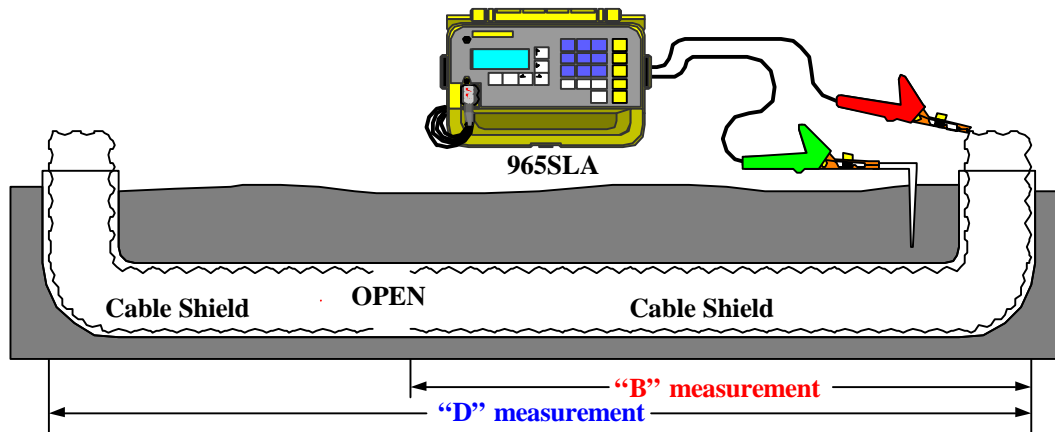 965SLA
OPEN
Cable Shield
Cable Shield
“B” measurement
“D” measurement